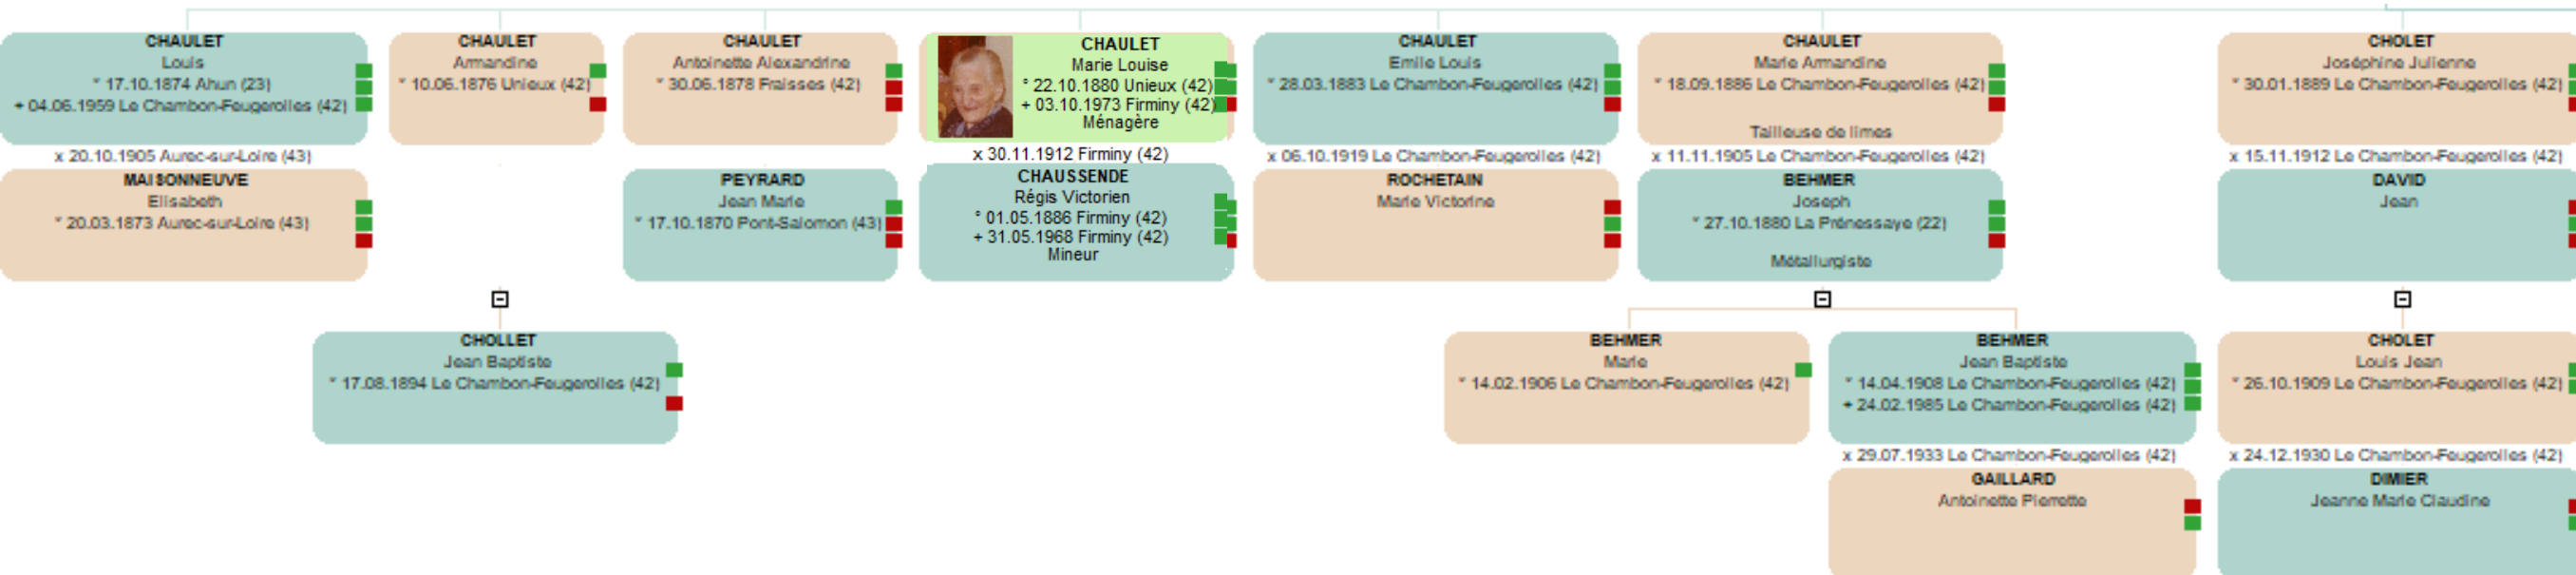 CHAULET
Louis
° 17.10.1874 Ahun (23)
+ 04.06.1959 Le Chambon-Feugerolles (42)
x 20.10.1905 Aurec-sur-Loire (43)
MAISONNEUVE
Elisabeth
° 20.03.1873 Aurec-sur-Loire (43)
CHAULET
Armandine
° 10.06.1876 Unieux (42)
CHOLLET
Jean Baptiste
° 17.08.1894 Le Chambon-Feugerolles (42)
CHAULET
Antoinette Alexandrine
° 30.06.1878 Fraisses (42)
PEYRARD
Jean Marie
° 17.10.1870 Pont-Salomon (43)
CHAULET
Marie Louise
° 22.10.1880 Unieux (42)
+ 03.10.1973 Firminy (42)
Ménagère
x 30.11.1912 Firminy (42)
CHAUSSENDE
Régis Victorien
° 01.05.1886 Firminy (42)
+ 31.05.1968 Firminy (42)
Mineur
CHAULET
Emile Louis
° 28.03.1883 Le Chambon-Feugerolles (42)
x 06.10.1919 Le Chambon-Feugerolles (42)
ROCHETAIN
Marie Victorine
CHAULET
Marie Armandine
° 18.09.1886 Le Chambon-Feugerolles (42)
Tailleuse de limes
x 11.11.1905 Le Chambon-Feugerolles (42)
BEHMER
Joseph
° 27.10.1880 La Prénessaye (22)
Métallurgiste
BEHMER
Marie
° 14.02.1906 Le Chambon-Feugerolles (42)
BEHMER
Jean Baptiste
° 14.04.1908 Le Chambon-Feugerolles (42)
+ 24.02.1985 Le Chambon-Feugerolles (42)
x 29.07.1933 Le Chambon-Feugerolles (42)
GAILLARD
Antoinette Pierrette
CHOLET
Joséphine Julienne
° 30.01.1889 Le Chambon-Feugerolles (42)
x 15.11.1912 Le Chambon-Feugerolles (42)
DAVID
Jean
CHOLET
Louis Jean
° 26.10.1909 Le Chambon-Feugerolles (42)
x 24.12.1930 Le Chambon-Feugerolles (42)
DIMIER
Jeanne Marie Claudine